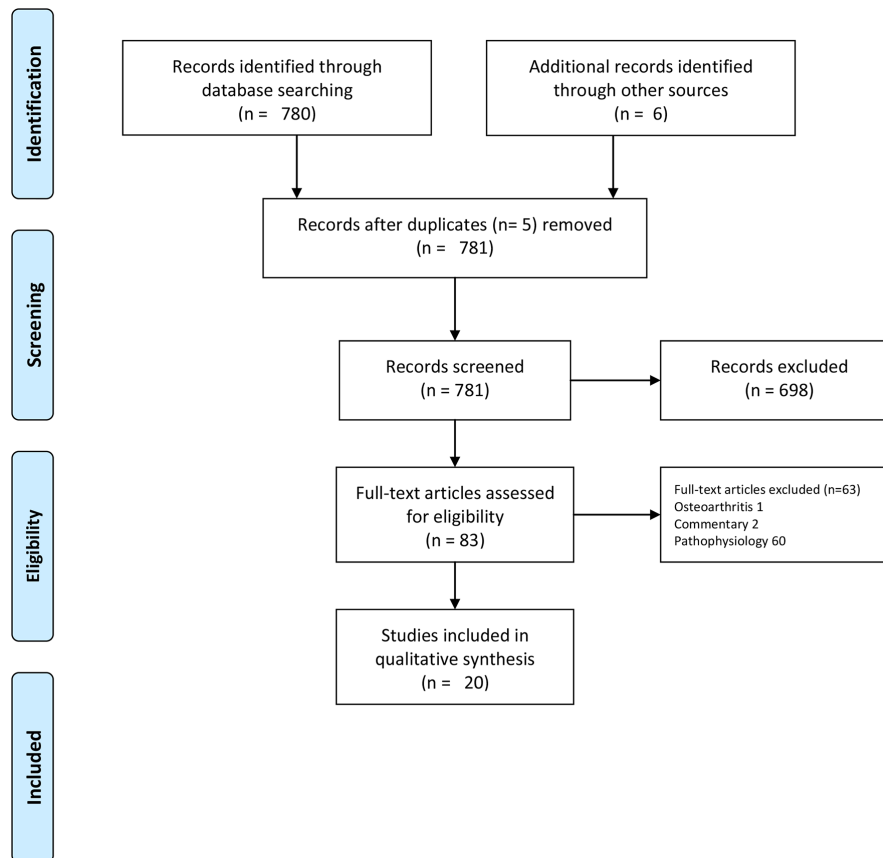 Identification
Records identified through
database searching
(n = 780)
Additional records identified
through other sources
(n = 6)
Records after duplicates (n= 5) removed
(n = 781)
Screening
Records screened
(n = 781)
Records excluded
(n = 698)
Eligibility
Full-text articles assessed
for eligibility
(n = 83)
Full-text articles excluded (n=63)
Osteoarthritis 1
Commentary 2
Pathophysiology 60
Studies included in
qualitative synthesis
(n = 20)
Included